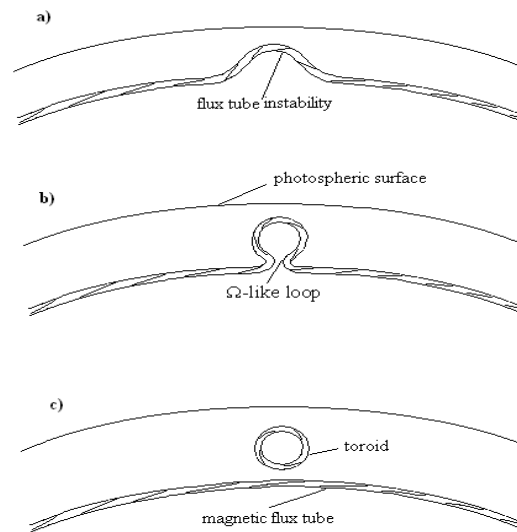 a)
flux tube instability
photospheric surface
b)
Ω-like loop
c)
toroid
magnetic flux tube